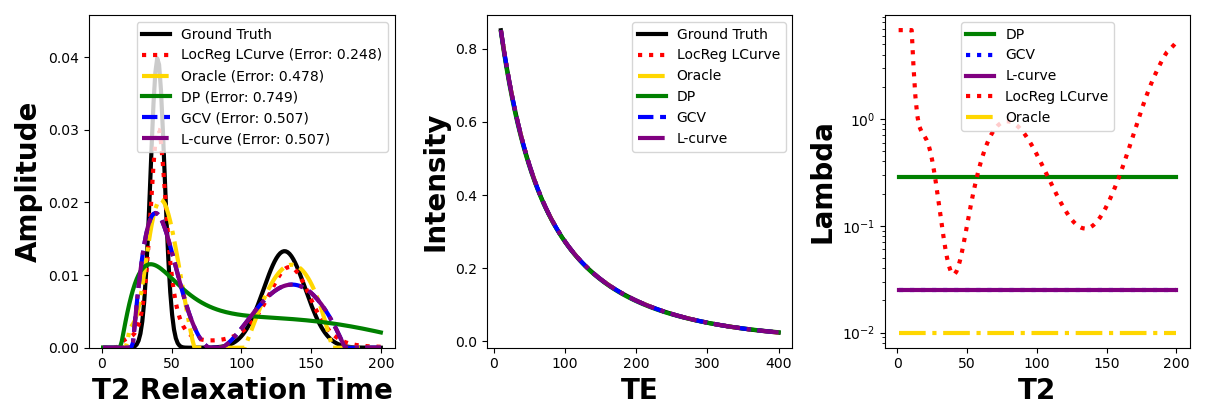 Amplitude
0.04
0.03
0.02
0.01
0.00
Ground Truth
LocReg LCurve (Error: 0.248)
Oracle (Error: 0.478)
DP (Error: 0.749)
GCV (Error: 0.507)
L-curve (Error: 0.507)
0 50 100 150 200
T2 Relaxation Time
Intensity
0.8
0.6
0.4
0.2
0.0
Ground Truth
LocReg LCurve
Oracle
DP
GCV
L-curve
0 100 200 300 400
TE
Lambda
10⁰
10⁻¹
10⁻²
DP
GCV
L-curve
LocReg LCurve
Oracle
0 50 100 150 200
T2